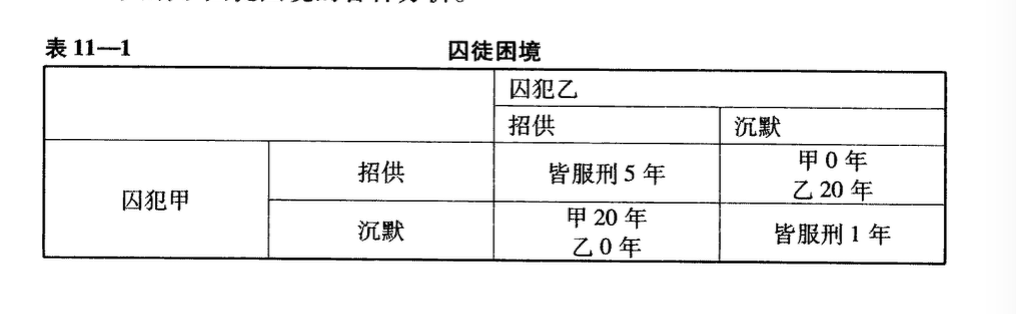 表 11—1 囚徒困境
囚犯乙
招供 沉默
囚犯甲
招供 皆服刑 5 年 甲 0 年
乙 20 年
沉默 甲 20 年
乙 0 年 皆服刑 1 年